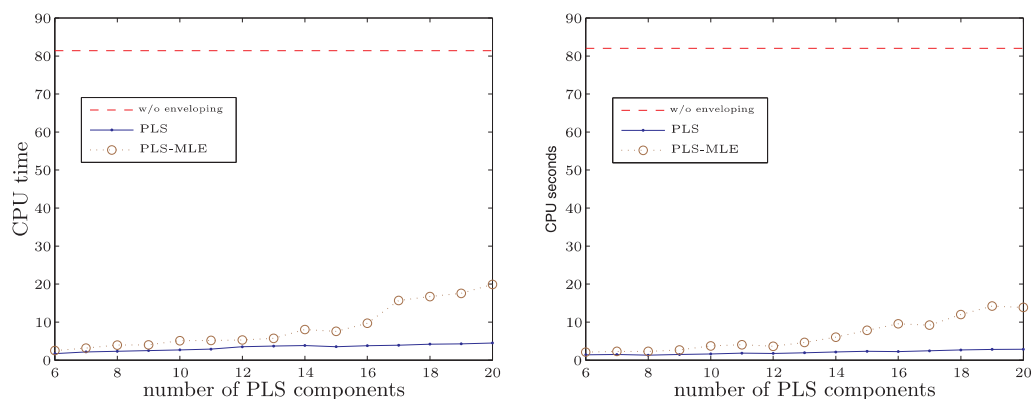 90
80
70
60
50
40
30
20
10
0
CPU time
w/o enveloping
PLS
PLS-MLE
6 8 10 12 14 16 18 20
number of PLS components
90
80
70
60
50
40
30
20
10
0
CPU seconds
w/o enveloping
PLS
PLS-MLE
6 8 10 12 14 16 18 20
number of PLS components